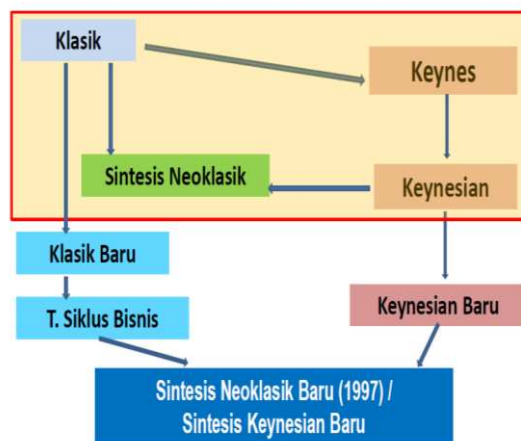 Klasik
Keynes
Sintesis Neoklasik
Keynesian
Klasik Baru
T. Siklus Bisnis
Keynesian Baru
Sintesis Neoklasik Baru (1997) /
Sintesis Keynesian Baru